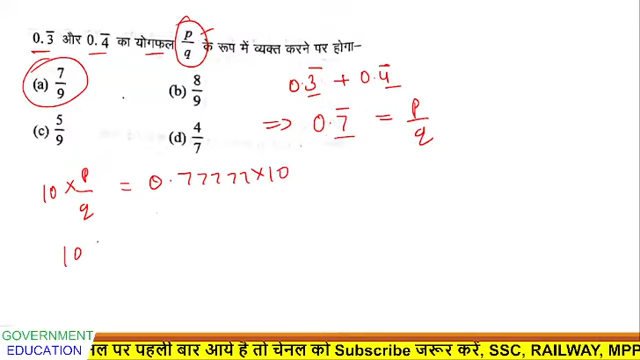 0.3̅ और 0.4̅ का योगफल p/q के रूप में व्यक्त करने पर होगा–
(a) 7/9 (b) 8/9
(c) 5/9 (d) 4/7
0.3̅ + 0.4̅
⇒ 0.7̅ = p/q
10 × p/q = 0.77777×10
10
GOVERNMENT
EDUCATION
नल पर पहली बार आये है तो चेनल को Subscribe जरूर करें, SSC, RAILWAY, MPP